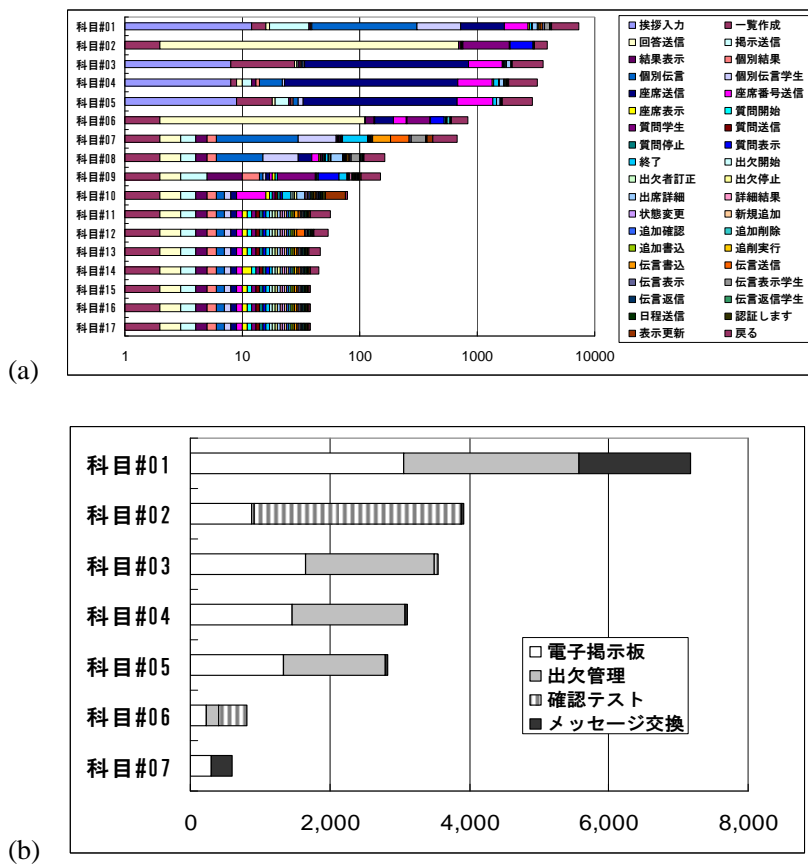 科目#01
科目#02
科目#03
科目#04
科目#05
科目#06
科目#07
科目#08
科目#09
科目#10
科目#11
科目#12
科目#13
科目#14
科目#15
科目#16
科目#17
1 10 100 1000 10000
挨拶入力 一覧作成
回答送信 掲示送信
結果表示 個別結果
個別伝言 個別伝言学生
座席送信 座席番号送信
座席表示 質問開始
質問学生 質問送信
質問停止 質問表示
終了 出欠開始
出欠者訂正 出欠停止
出席詳細 詳細結果
状態変更 新規追加
追加確認 追加削除
追加書込 追削実行
伝言書込 伝言送信
伝言表示 伝言表示学生
伝言返信 伝言返信学生
日程送信 認証します
表示更新 戻る
(a)
科目#01
科目#02
科目#03
科目#04
科目#05
科目#06
科目#07
電子掲示板
出欠管理
確認テスト
メッセージ交換
0 2,000 4,000 6,000 8,000
(b)